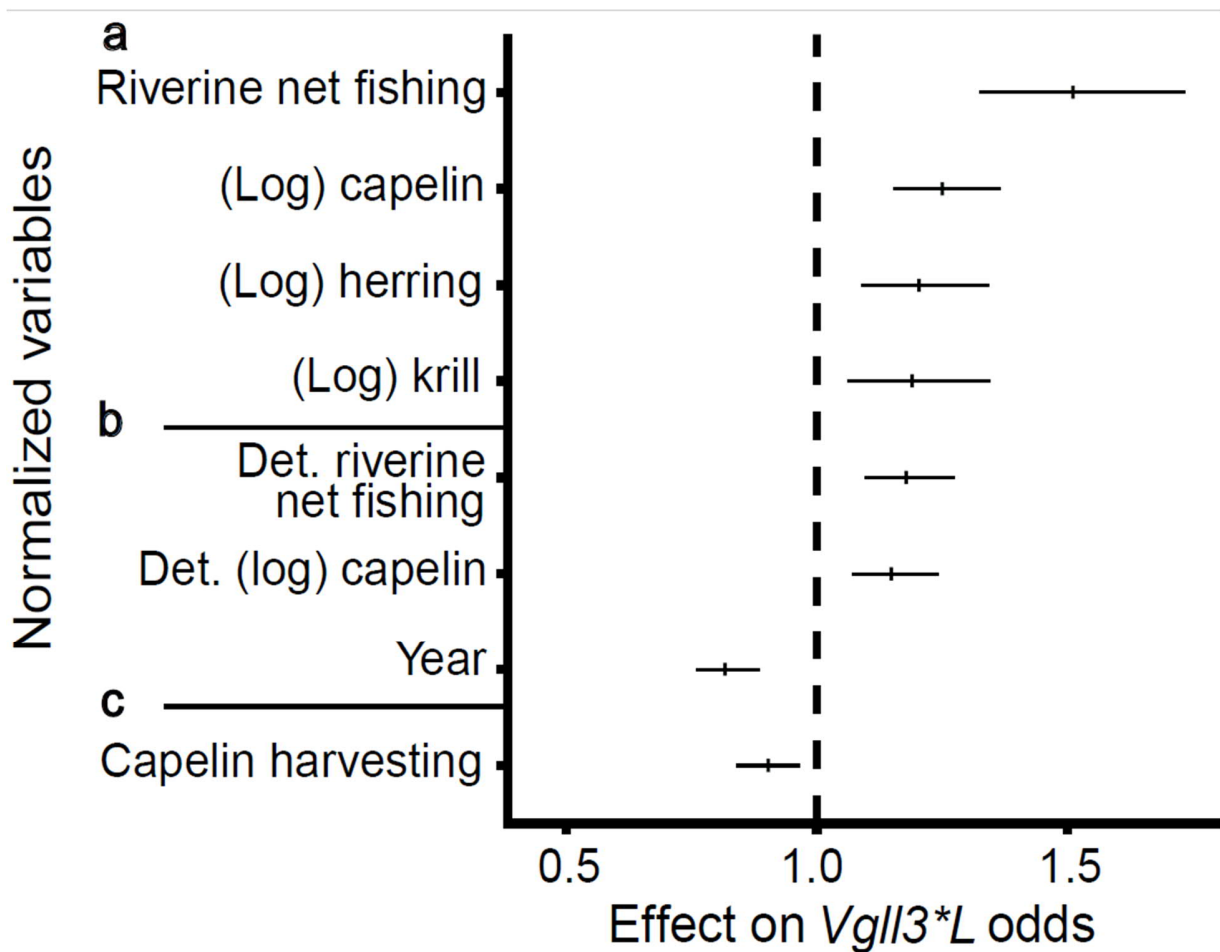 a
Riverine net fishing
(Log) capelin
(Log) herring
(Log) krill
b
Det. riverine
net fishing
Det. (log) capelin
Year
c
Capelin harvesting
Normalized variables
0.5 1.0 1.5
Effect on Vgll3*L odds